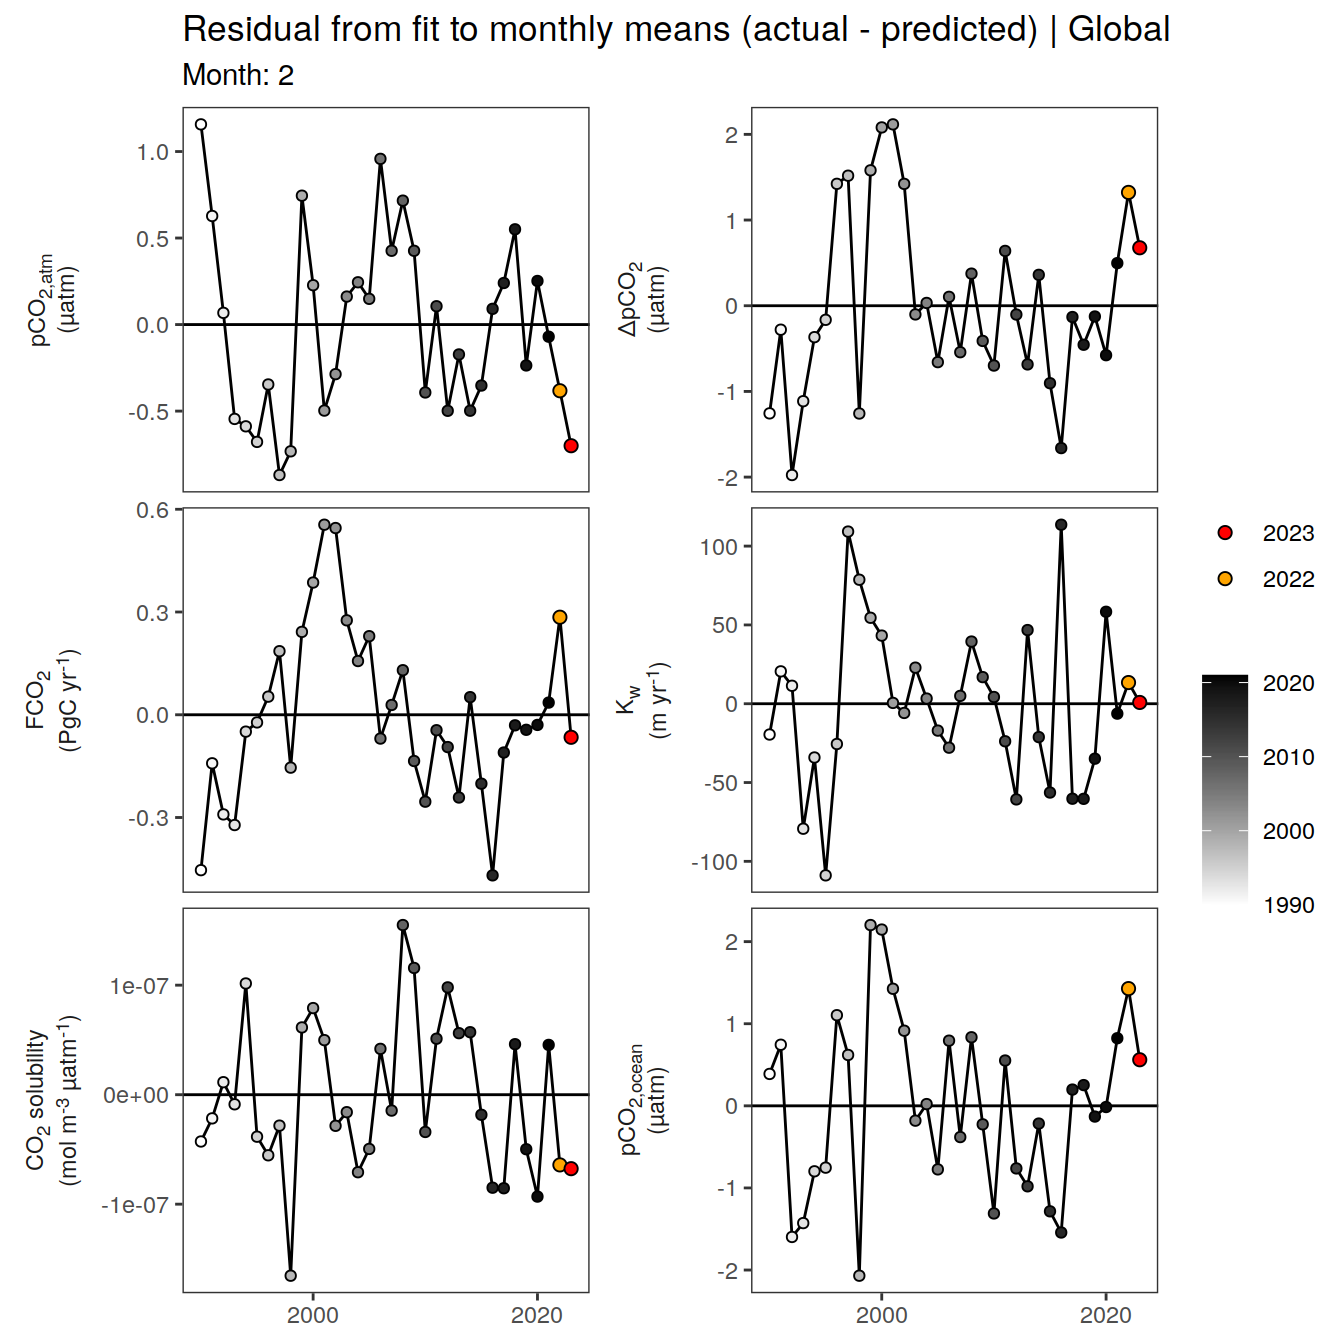 Residual from fit to monthly means (actual - predicted) | Global
Month: 2
pCO2,atm
(µatm)
1.0
0.5
0.0
-0.5
ΔpCO2
(µatm)
2
1
0
-1
-2
FCO2
(PgC yr-1)
0.6
0.3
0.0
-0.3
Kw
(m yr-1)
100
50
0
-50
-100
CO2 solubility
(mol m-3 µatm-1)
1e-07
0e+00
-1e-07
2000
2020
pCO2,ocean
(µatm)
2
1
0
-1
-2
2000
2020
2023
2022
2020
2010
2000
1990